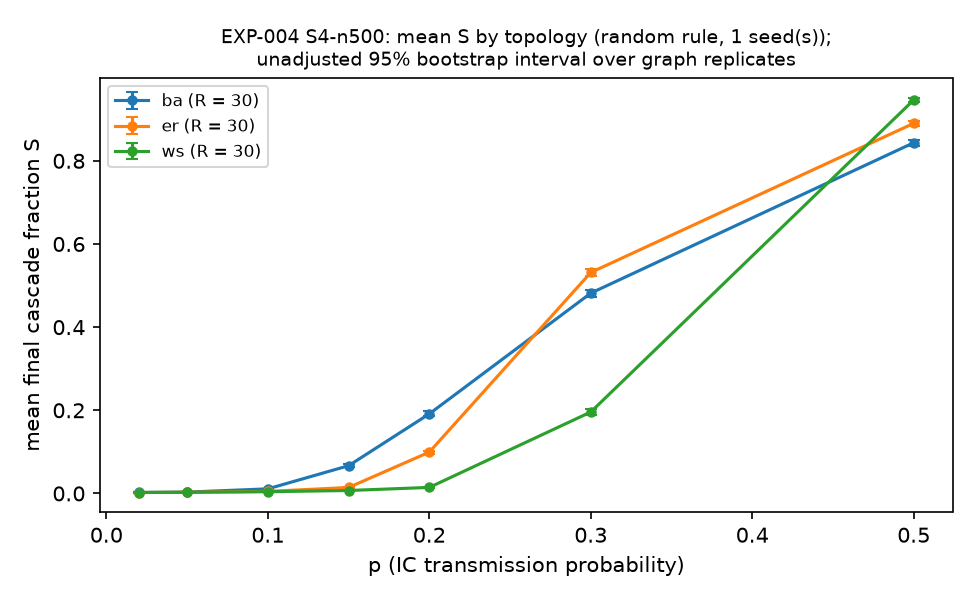 EXP-004 S4-n500: mean S by topology (random rule, 1 seed(s));
unadjusted 95% bootstrap interval over graph replicates
ba (R = 30)
er (R = 30)
ws (R = 30)
mean final cascade fraction S
0.8
0.6
0.4
0.2
0.0
0.0 0.1 0.2 0.3 0.4 0.5
p (IC transmission probability)